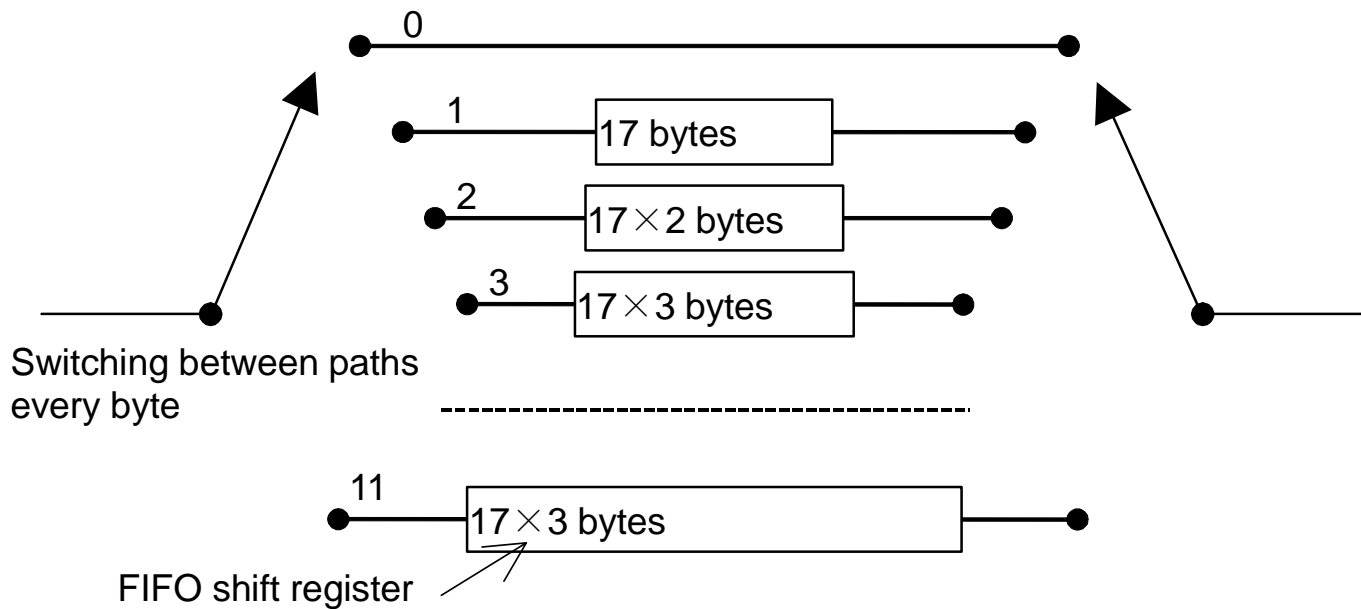 0
1
17 bytes
2
17×2 bytes
3
17×3 bytes
Switching between paths
every byte
11
17×3 bytes
FIFO shift register